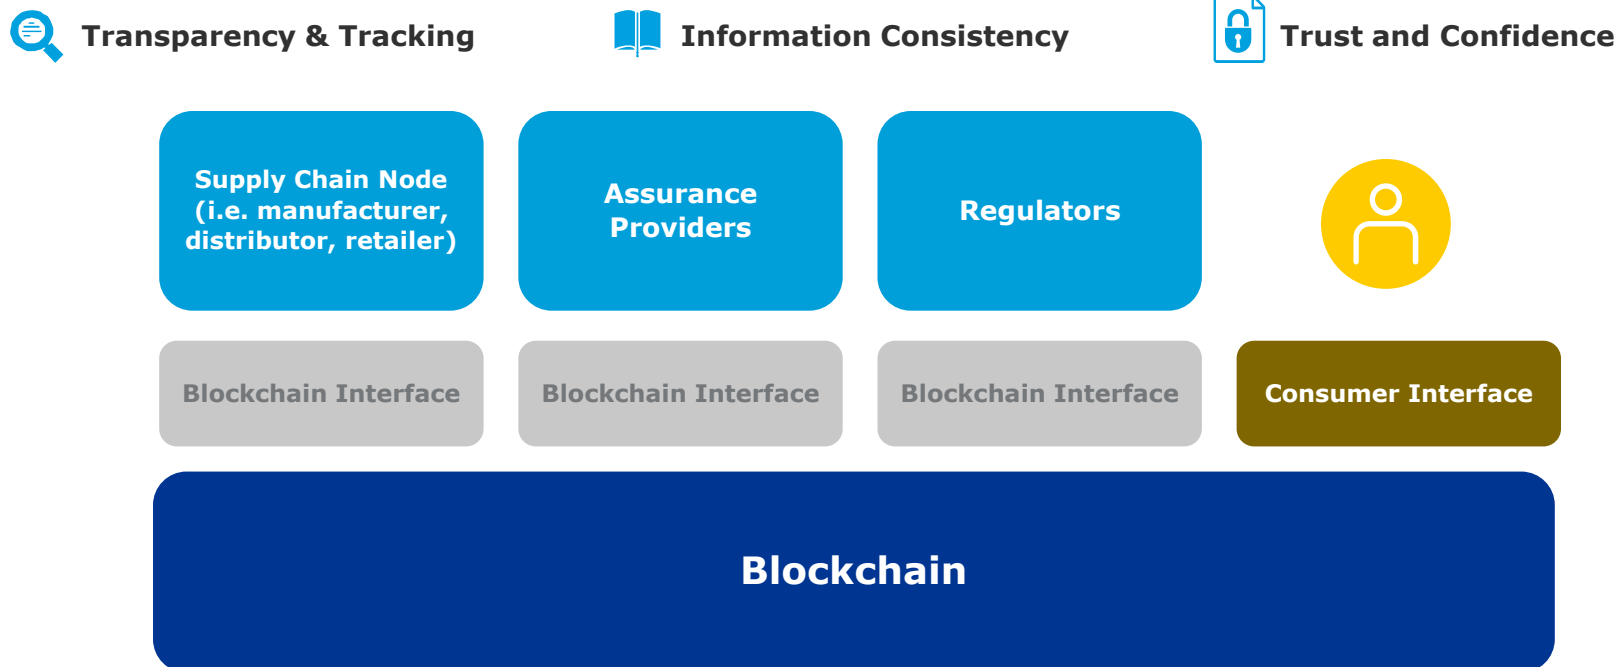 Transparency & Tracking
Information Consistency
Trust and Confidence
Supply Chain Node
(i.e. manufacturer,
distributor, retailer)
Assurance
Providers
Regulators
Blockchain Interface
Blockchain Interface
Blockchain Interface
Consumer Interface
Blockchain